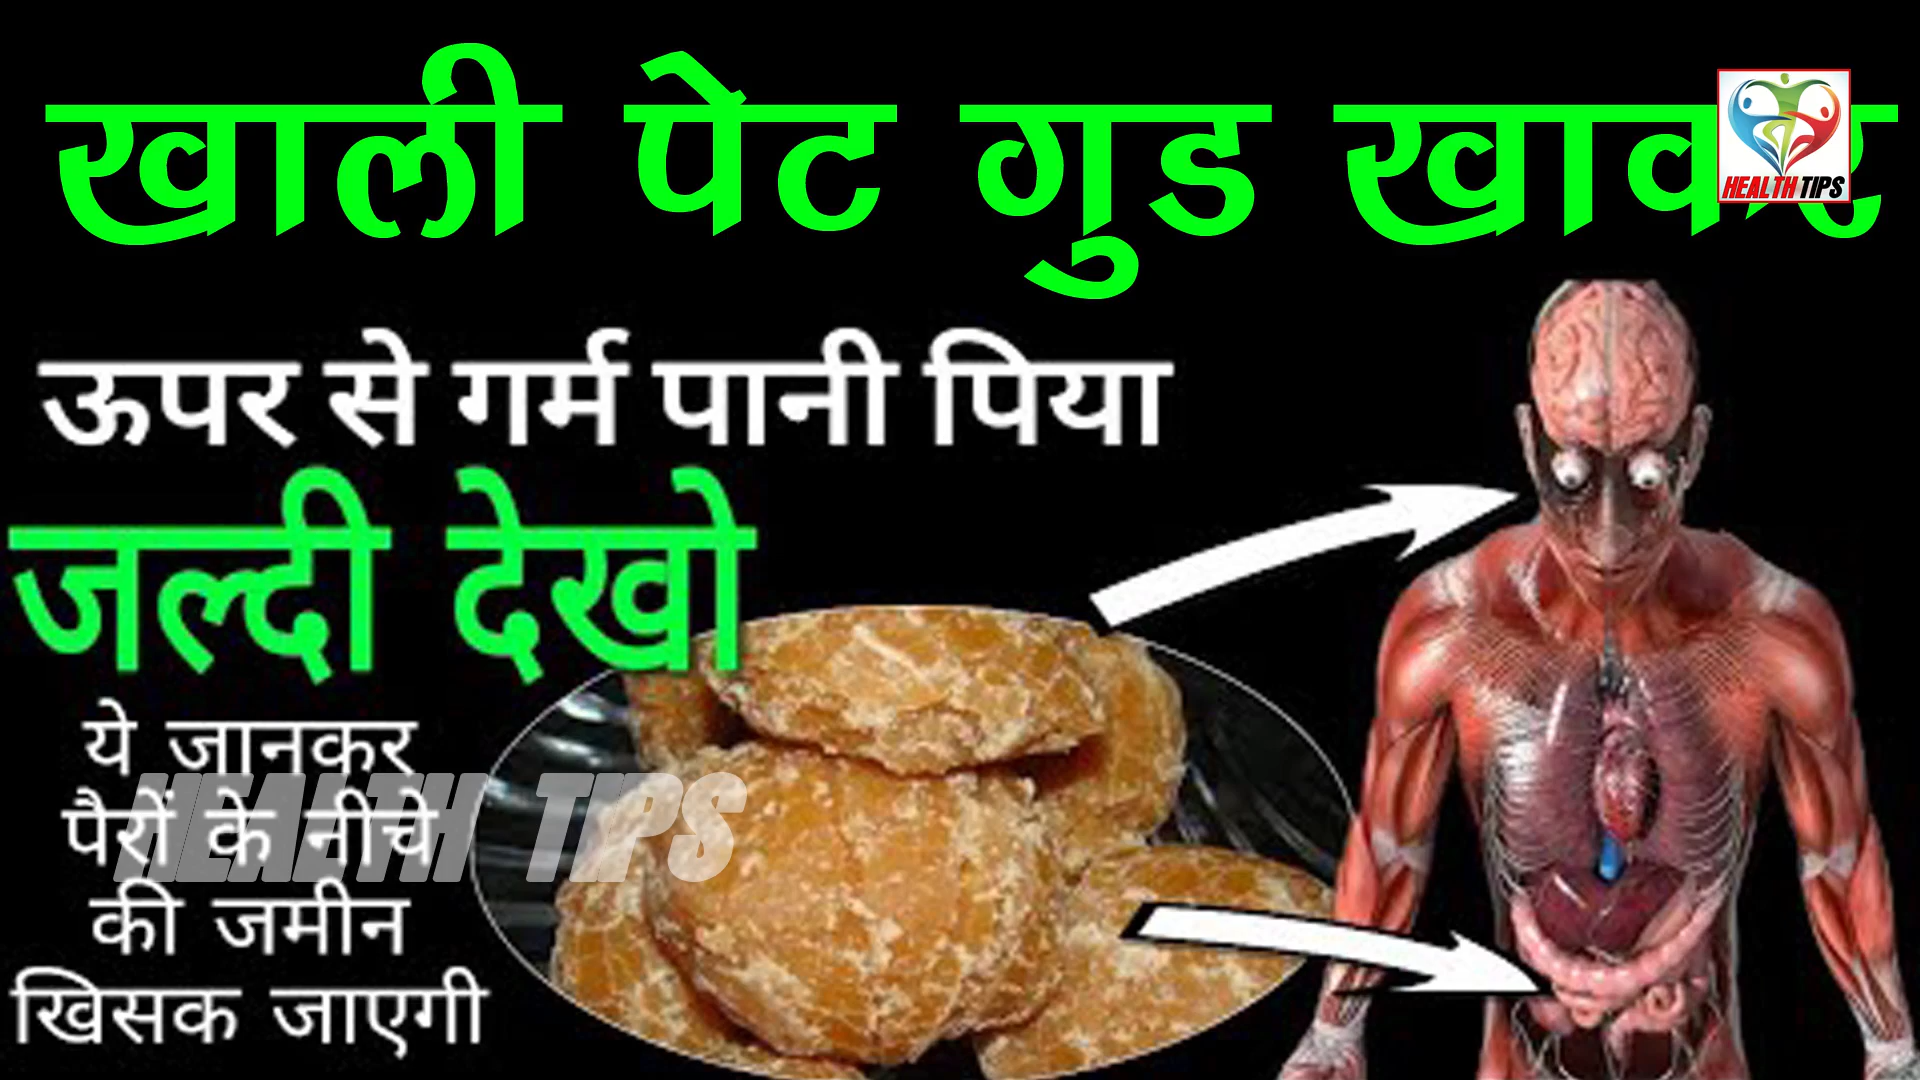 खाली पेट गुड खाकर
HEALTH TIPS
ऊपर से गर्म पानी पिया
जल्दी देखो
ये जानकर
पैरों के नीचे
की जमीन
खिसक जाएगी
HEALTH TIPS